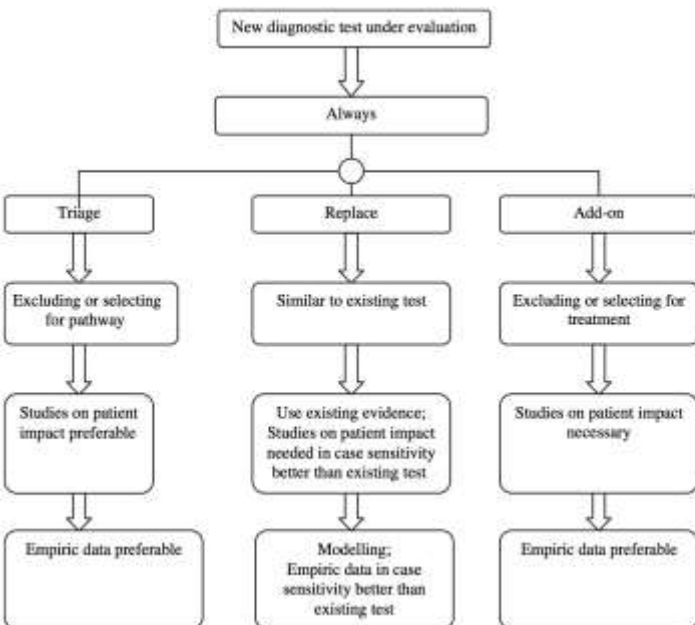 New diagnostic test under evaluation
Always
Triage
Replace
Add-on
Excluding or selecting
for pathway
Similar to existing test
Excluding or selecting for
treatment
Studies on patient
impact preferable
Use existing evidence;
Studies on patient impact
needed in case sensitivity
better than existing test
Studies on patient impact
necessary
Empiric data preferable
Modelling;
Empiric data in case
sensitivity better than
existing test
Empiric data preferable